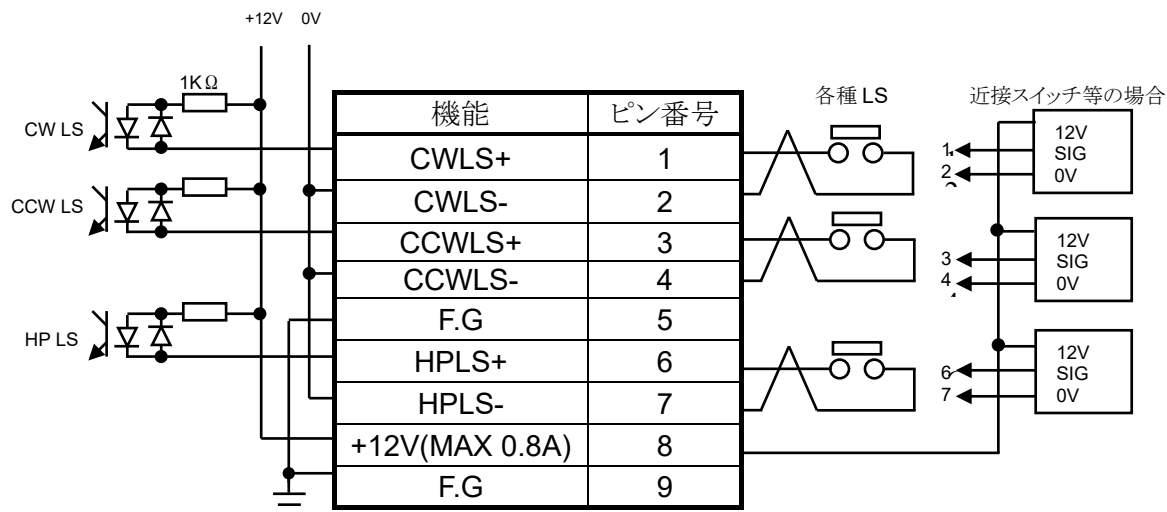 +12V 0V
1KΩ
CW LS
CCW LS
HP LS
機能 ピン番号
CWLS+ 1
CWLS- 2
CCWLS+ 3
CCWLS- 4
F.G 5
HPLS+ 6
HPLS- 7
+12V(MAX 0.8A) 8
F.G 9
各種 LS
近接スイッチ等の場合
12V
1 SIG
2 0V
12V
3 SIG
4 0V
12V
6 SIG
7 0V